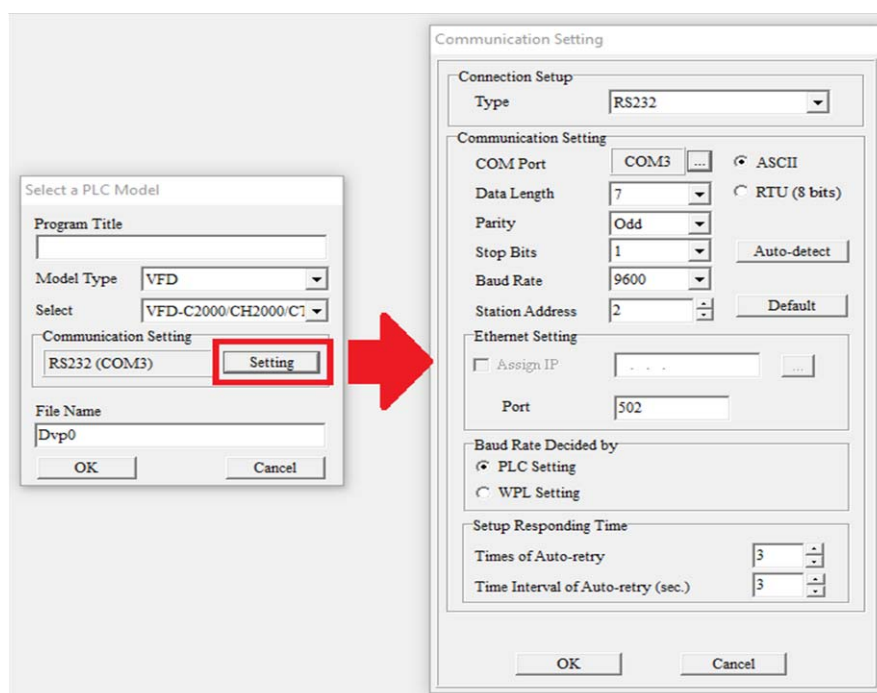 Select a PLC Model
Program Title
Model Type VFD
Select VFD-C2000/CH2000/CT
Communication Setting
RS232 (COM3) Setting
File Name
Dvp0
OK Cancel
Communication Setting
Connection Setup
Type RS232
Communication Setting
COM Port COM3 ... ASCII
Data Length 7 RTU (8 bits)
Parity Odd
Stop Bits 1 Auto-detect
Baud Rate 9600
Station Address 2 Default
Ethernet Setting
Assign IP . . . ...
Port 502
Baud Rate Decided by
PLC Setting
WPL Setting
Setup Responding Time
Times of Auto-retry 3
Time Interval of Auto-retry (sec.) 3
OK Cancel